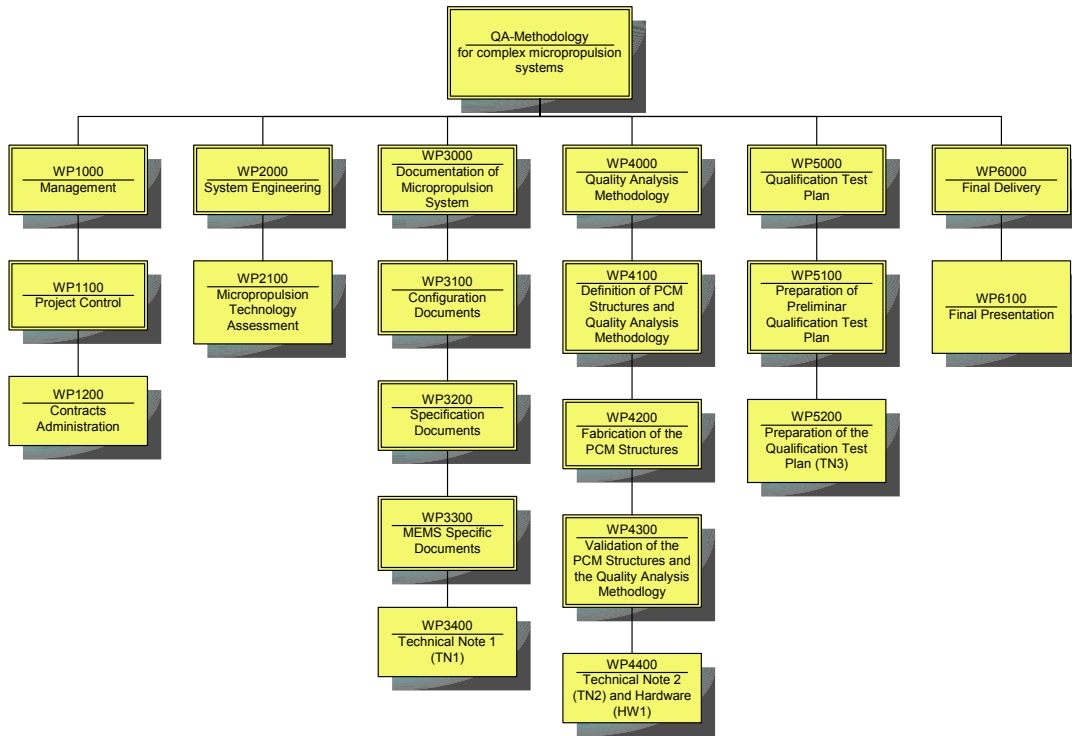 QA-Methodology
for complex micropropulsion
systems
WP1000
Management
WP2000
System Engineering
WP3000
Documentation of
Micropropulsion
System
WP4000
Quality Analysis
Methodology
WP5000
Qualification Test
Plan
WP6000
Final Delivery
WP1100
Project Control
WP2100
Micropropulsion
Technology
Assessment
WP3100
Configuration
Documents
WP4100
Definition of PCM
Structures and
Quality Analysis
Methodology
WP5100
Preparation of
Preliminar
Qualification Test
Plan
WP6100
Final Presentation
WP1200
Contracts
Administration
WP3200
Specification
Documents
WP4200
Fabrication of the
PCM Structures
WP5200
Preparation of the
Qualification Test
Plan (TN3)
WP3300
MEMS Specific
Documents
WP4300
Validation of the
PCM Structures and
the Quality Analysis
Methodlogy
WP3400
Technical Note 1
(TN1)
WP4400
Technical Note 2
(TN2) and Hardware
(HW1)